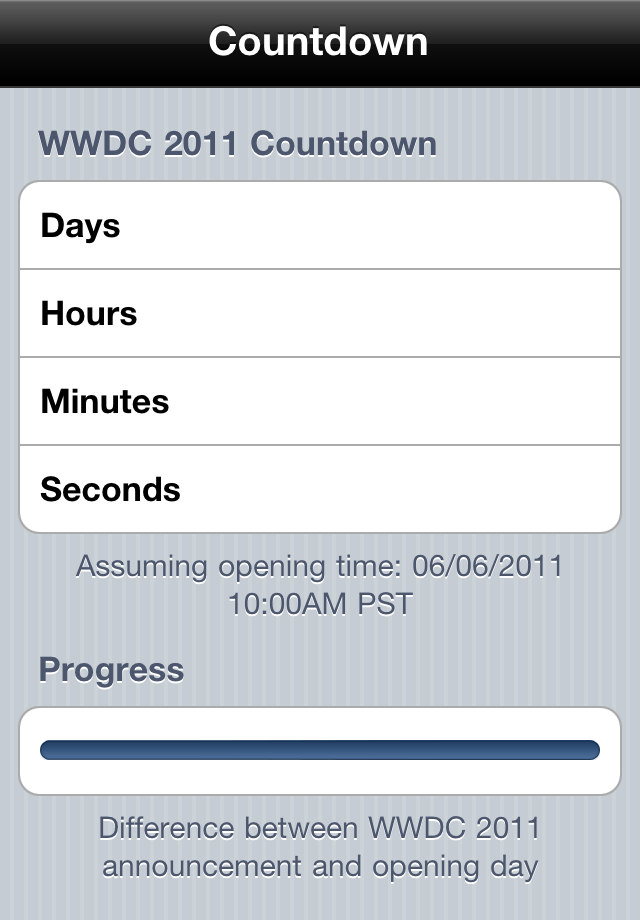 Countdown
WWDC 2011 Countdown
Days
Hours
Minutes
Seconds
Assuming opening time: 06/06/2011
10:00AM PST
Progress
Difference between WWDC 2011
announcement and opening day